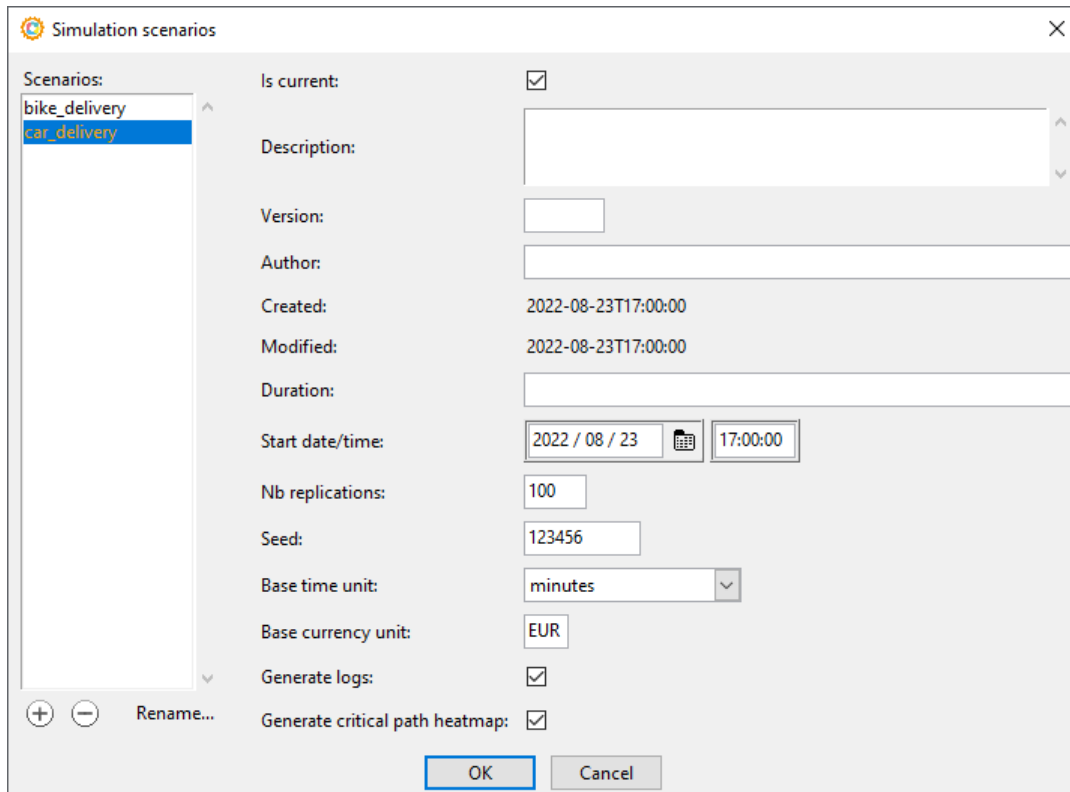 Simulation scenarios
Scenarios:
bike_delivery
car_delivery
Rename...
Is current:
Description:
Version:
Author:
Created: 2022-08-23T17:00:00
Modified: 2022-08-23T17:00:00
Duration:
Start date/time: 2022 / 08 / 23 17:00:00
Nb replications: 100
Seed: 123456
Base time unit: minutes
Base currency unit: EUR
Generate logs:
Generate critical path heatmap:
OK Cancel